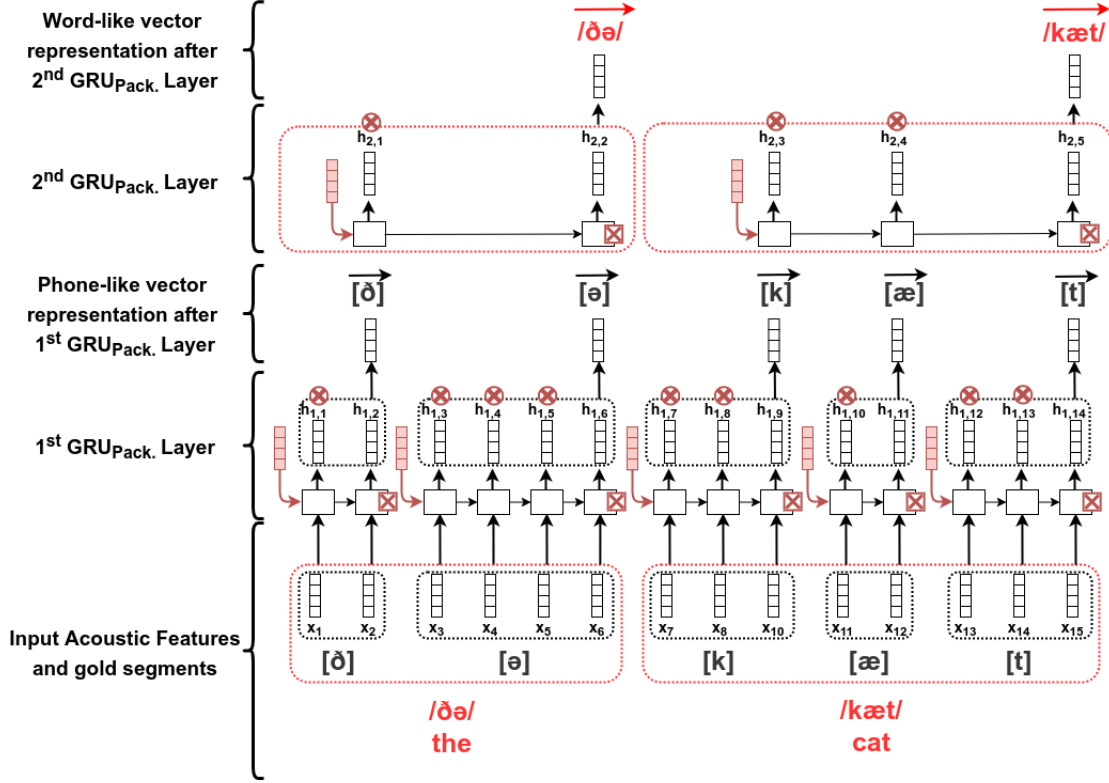 Word-like vector
representation after
2nd GRUPack. Layer
/ðə/
/kæt/
2nd GRUPack. Layer
h2,1
h2,2
h2,3
h2,4
h2,5
Phone-like vector
representation after
1st GRUPack. Layer
[ð]
[ə]
[k]
[æ]
[t]
1st GRUPack. Layer
h1,1
h1,2
h1,3
h1,4
h1,5
h1,6
h1,7
h1,8
h1,9
h1,10
h1,11
h1,12
h1,13
h1,14
Input Acoustic Features
and gold segments
x1
x2
x3
x4
x5
x6
x7
x8
x10
x11
x12
x13
x14
x15
[ð]
[ə]
[k]
[æ]
[t]
/ðə/
the
/kæt/
cat